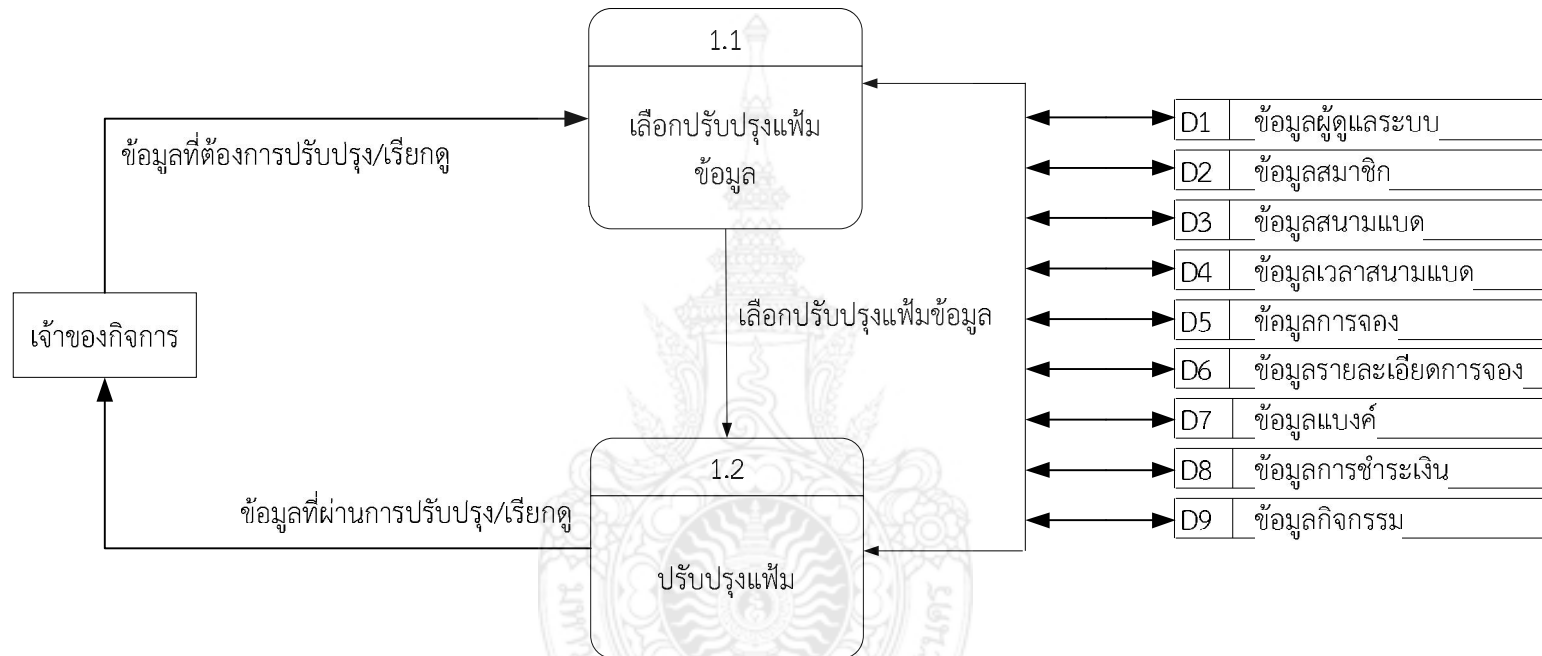 1.1
เลือกปรับปรุงแฟ้ม
ข้อมูล
ข้อมูลที่ต้องการปรับปรุง/เรียกดู
เจ้าของกิจการ
เลือกปรับปรุงแฟ้มข้อมูล
1.2
ปรับปรุงแฟ้ม
ข้อมูลที่ผ่านการปรับปรุง/เรียกดู
D1 ข้อมูลผู้ดูแลระบบ
D2 ข้อมูลสมาชิก
D3 ข้อมูลสนามแบด
D4 ข้อมูลเวลาสนามแบด
D5 ข้อมูลการจอง
D6 ข้อมูลรายละเอียดการจอง
D7 ข้อมูลแบงค์
D8 ข้อมูลการชำระเงิน
D9 ข้อมูลกิจกรรม